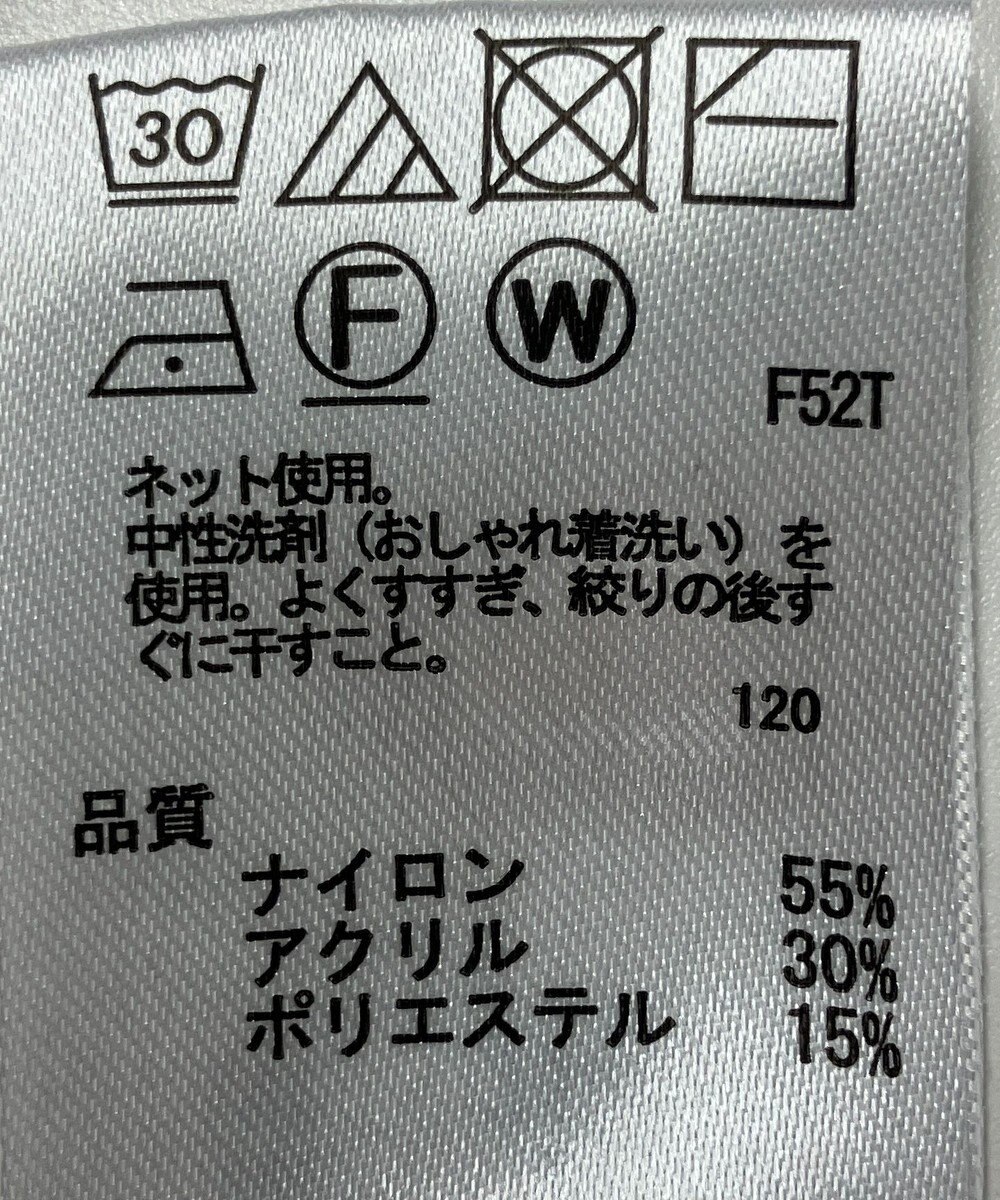 30
F W
F52T
ネット使用。
中性洗剤（おしゃれ着洗い）を
使用。よくすすぎ、絞りの後す
ぐに干すこと。
120
品質
ナイロン 55%
アクリル 30%
ポリエステル 15%